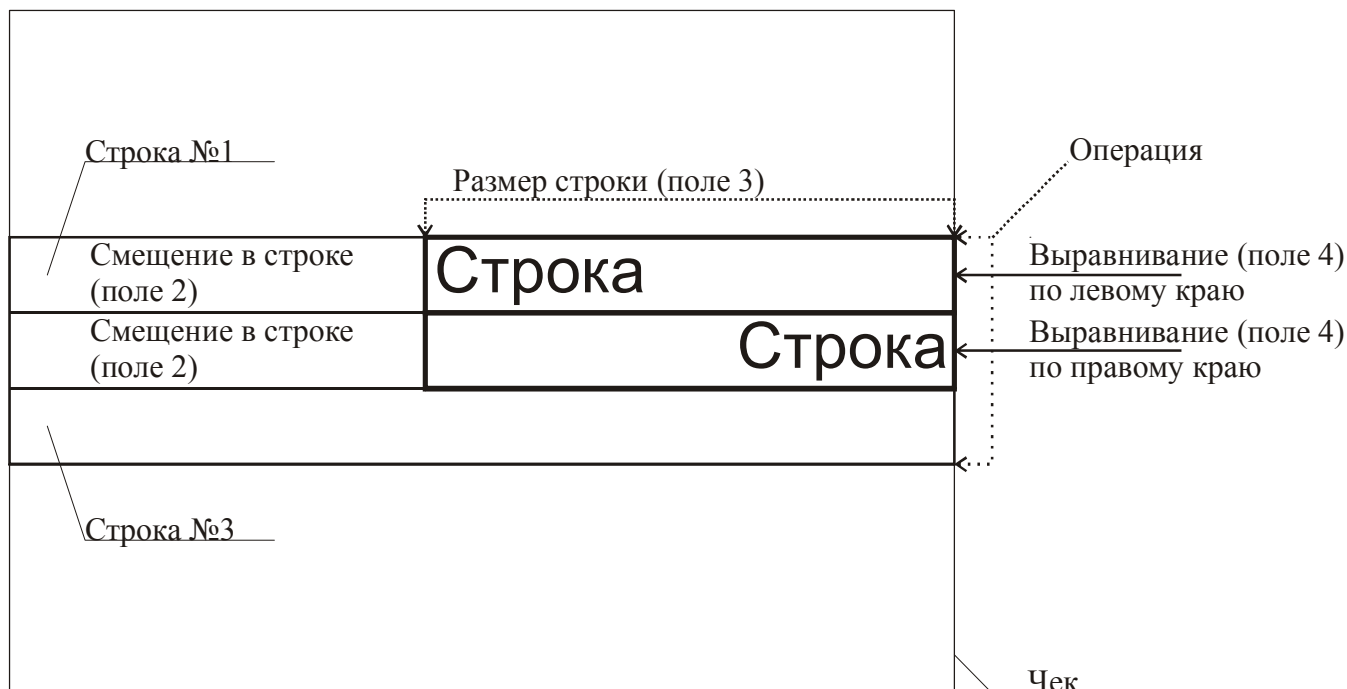 Строка №1
Операция
Размер строки (поле 3)
Смещение в строке
(поле 2)
Строка
Выравнивание (поле 4)
по левому краю
Смещение в строке
(поле 2)
Строка
Выравнивание (поле 4)
по правому краю
Строка №3
Чек